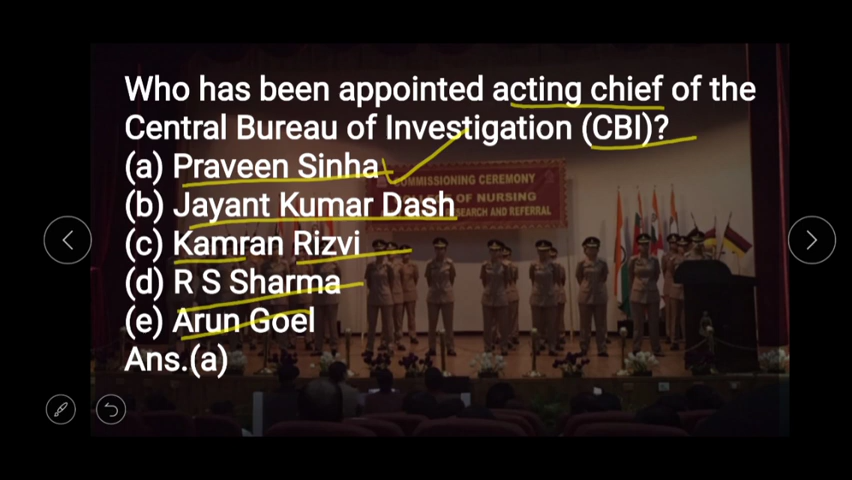 Who has been appointed acting chief of the
Central Bureau of Investigation (CBI)?
(a) Praveen Sinha
(b) Jayant Kumar Dash
(c) Kamran Rizvi
(d) R S Sharma
(e) Arun Goel
Ans.(a)
COMMISSIONING CEREMONY
OF NURSING
AND REFERRAL